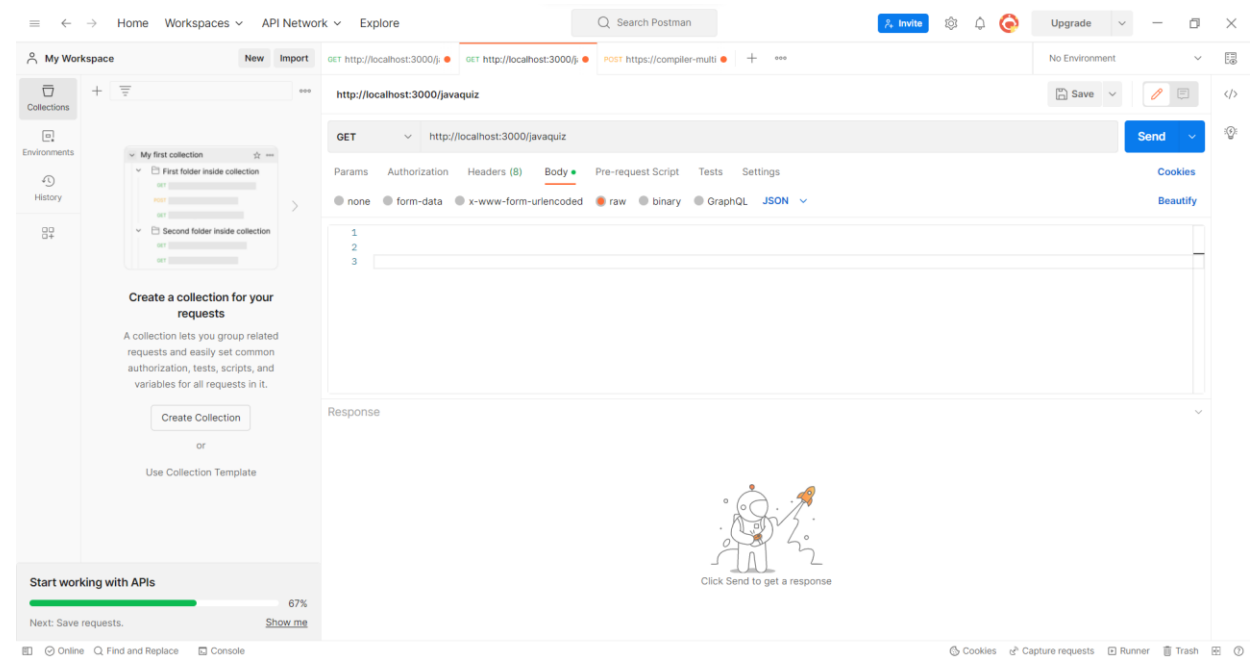 Home Workspaces API Network Explore Search Postman Invite Upgrade
My Workspace New Import GET http://localhost:3000/j GET http://localhost:3000/j POST https://compiler-multi No Environment
Collections
Environments
History
My first collection
First folder inside collection
GET
POST
GET
Second folder inside collection
GET
GET
Create a collection for your
requests
A collection lets you group related
requests and easily set common
authorization, tests, scripts, and
variables for all requests in it.
Create Collection
or
Use Collection Template
Start working with APIs
67%
Next: Save requests. Show me
http://localhost:3000/javaquiz Save
GET http://localhost:3000/javaquiz Send
Params Authorization Headers (8) Body Pre-request Script Tests Settings Cookies
none form-data x-www-form-urlencoded raw binary GraphQL JSON Beautify
1
2
3
Response
Click Send to get a response
Online Find and Replace Console Cookies Capture requests Runner Trash